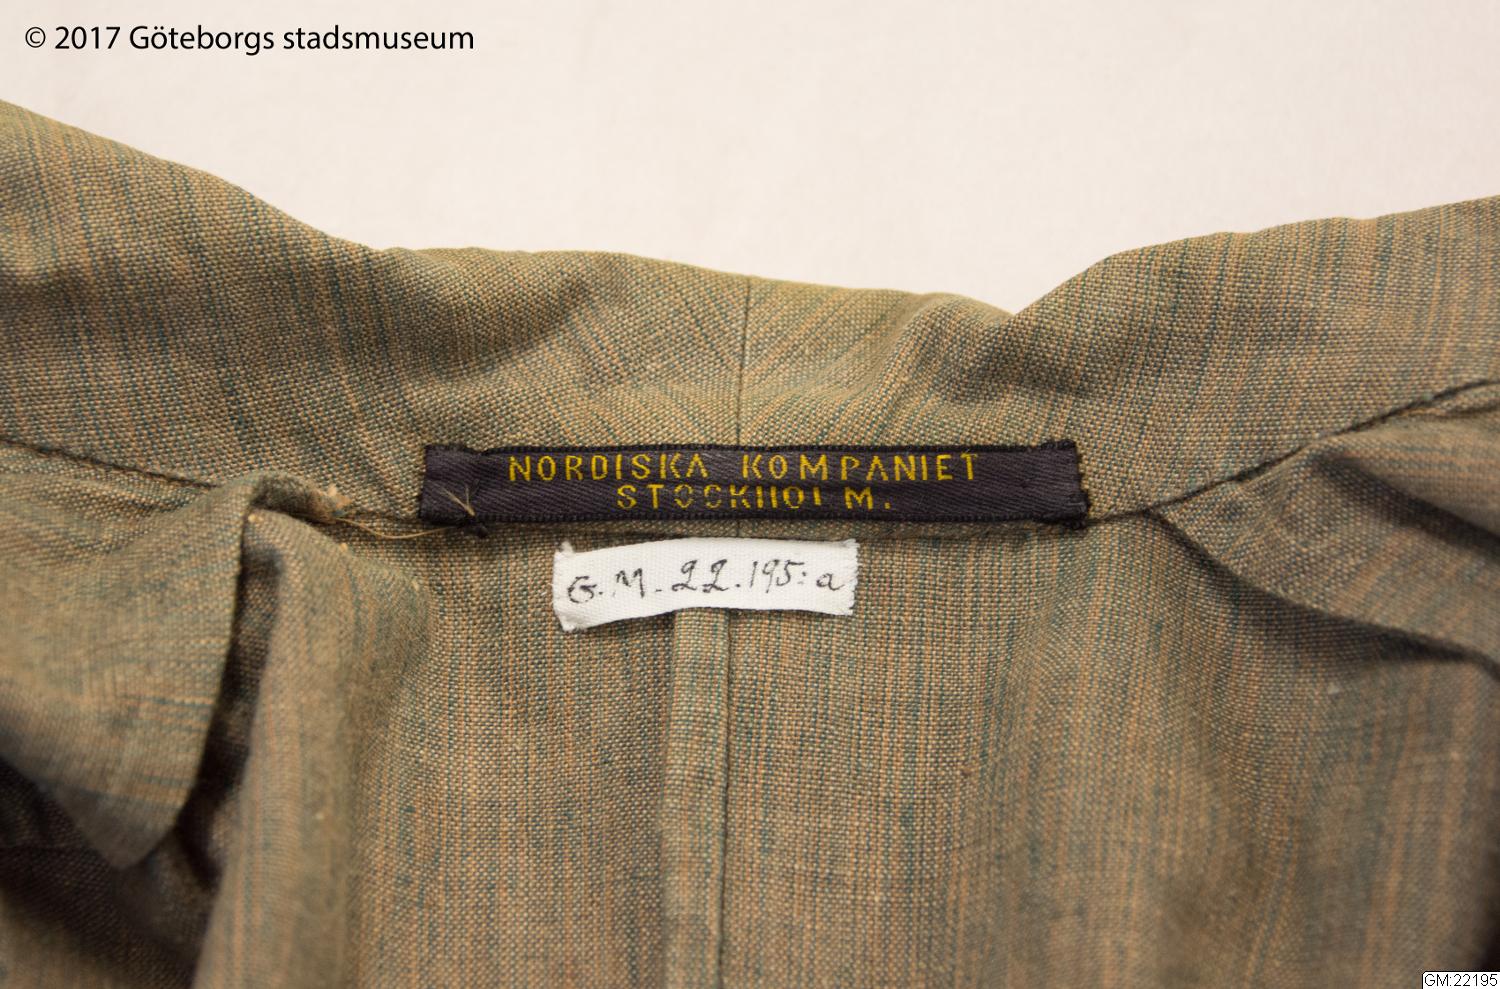 © 2017 Göteborgs stadsmuseum
NORDISKA KOMPANIET
STOCKHOLM.
G.M. 22.195:a
GM:22195